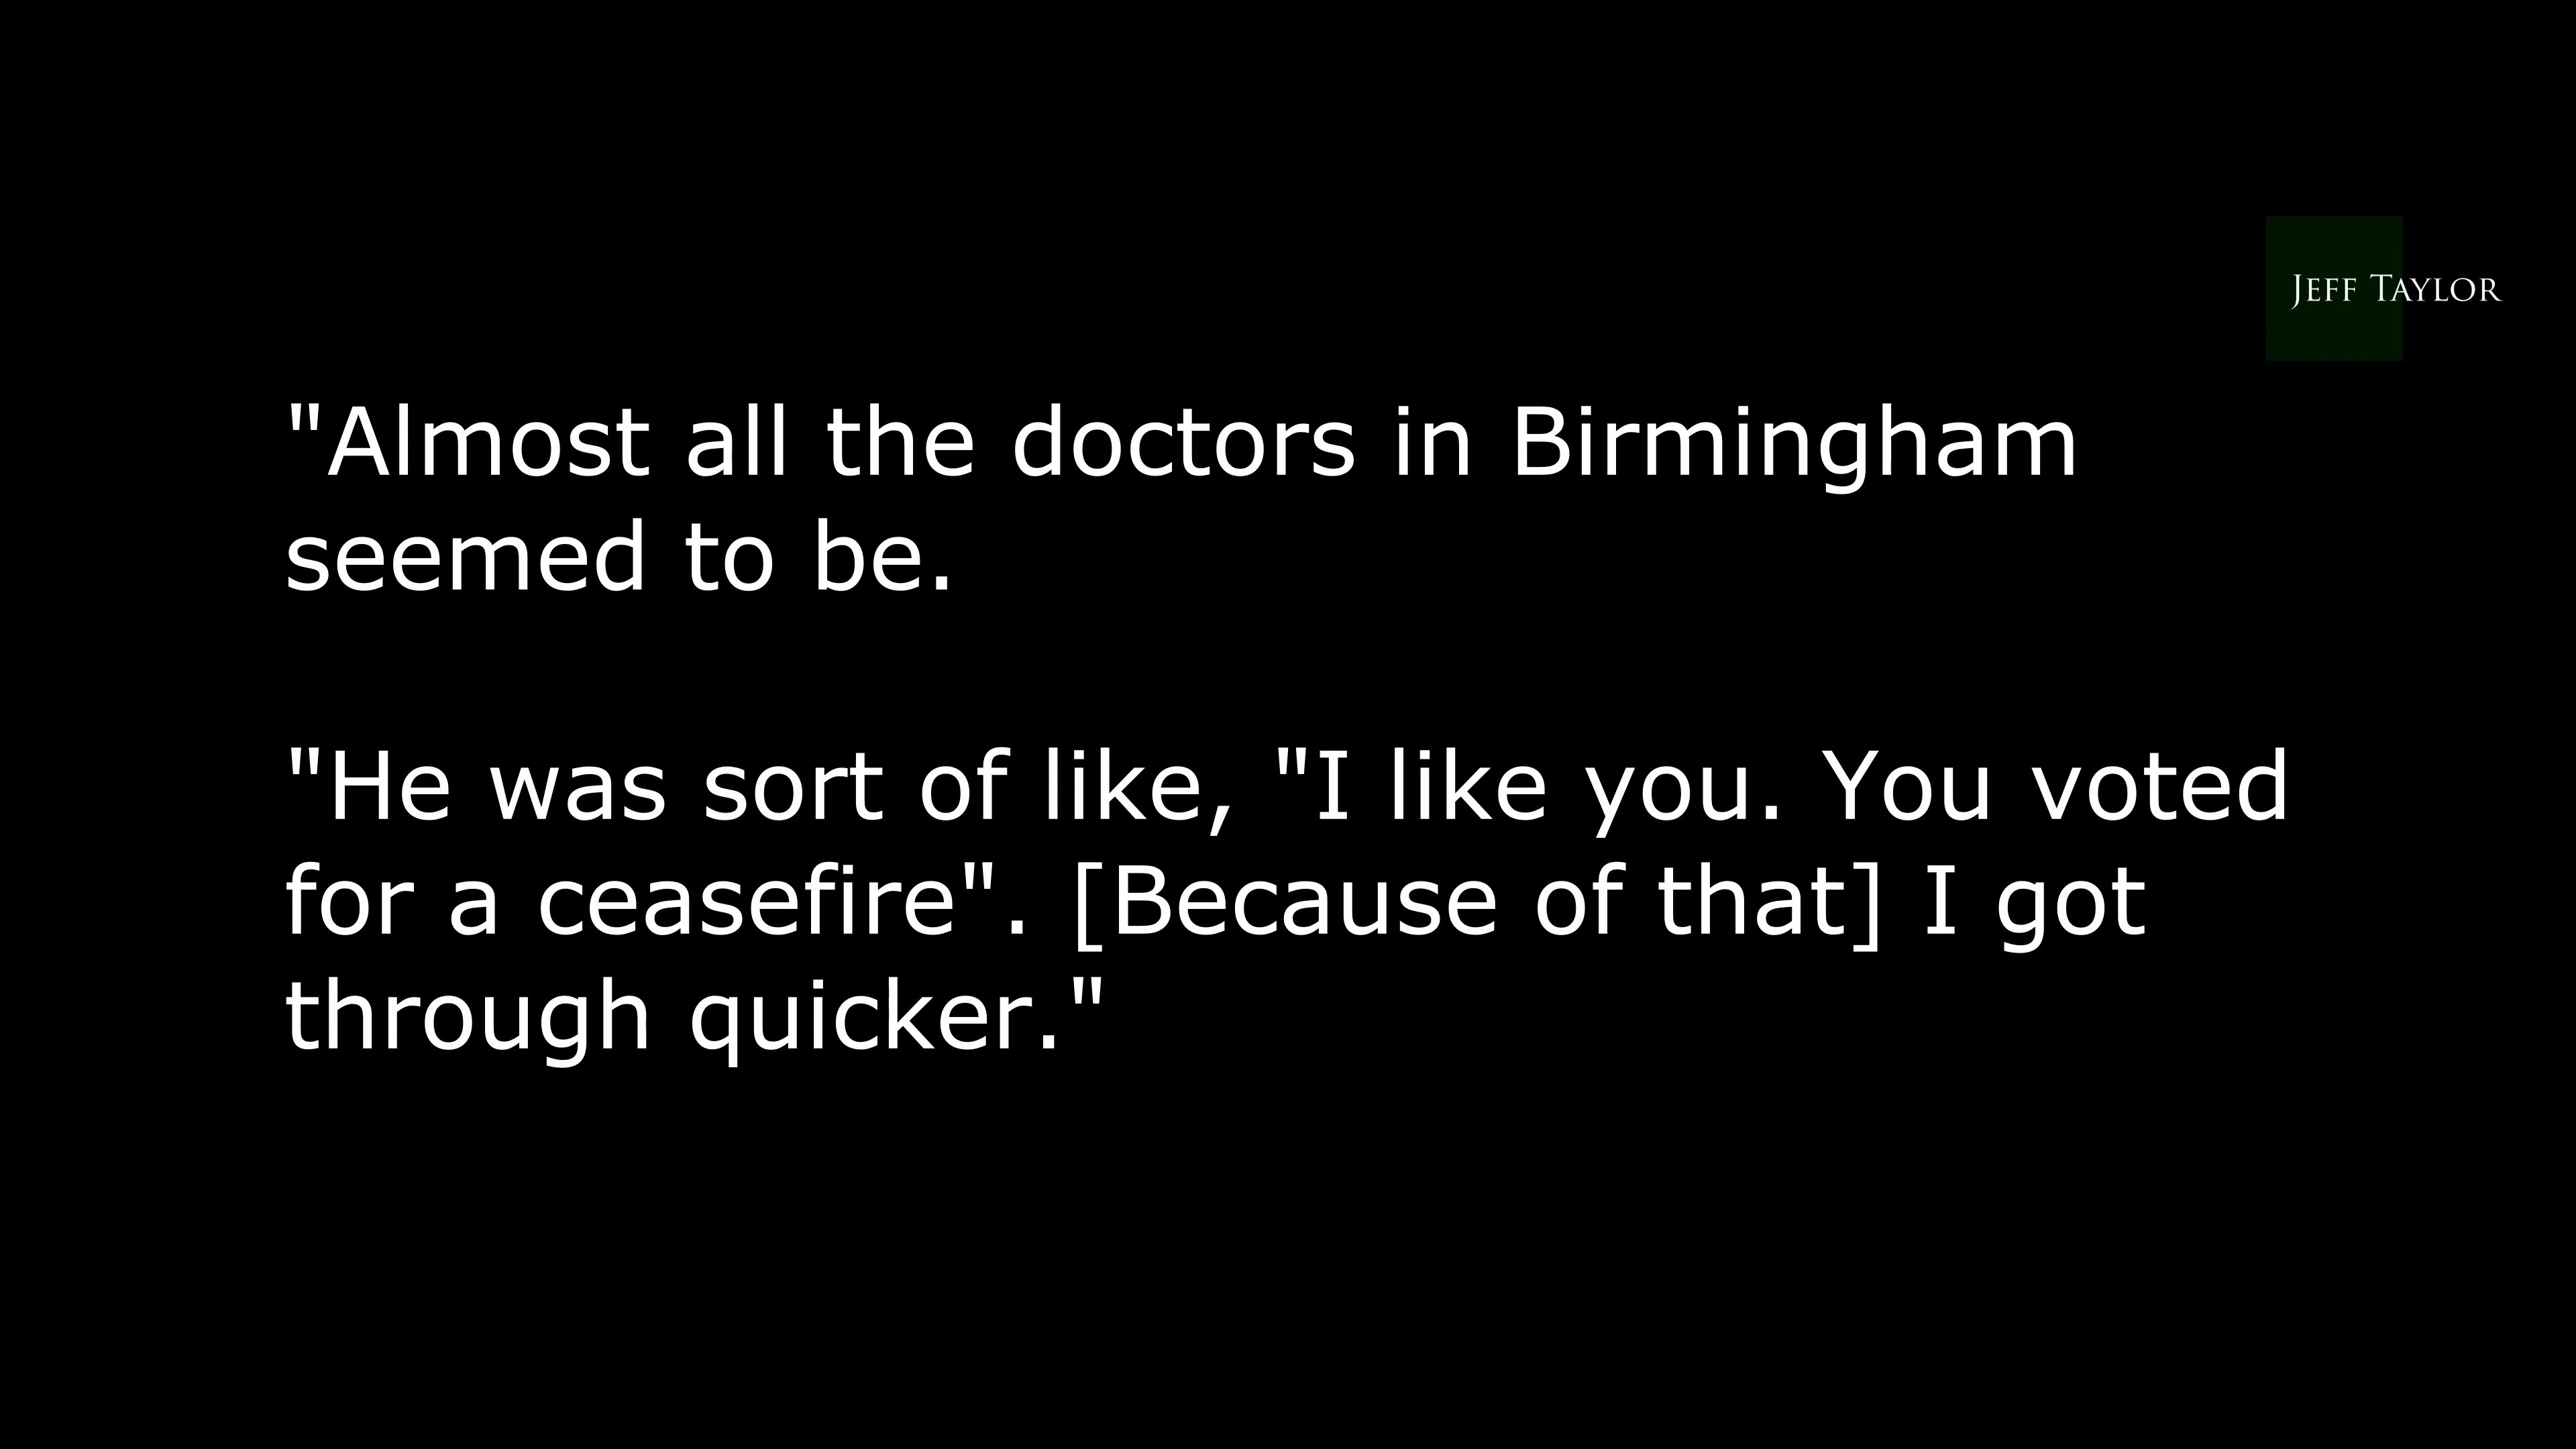 JEFF TAYLOR
"Almost all the doctors in Birmingham
seemed to be.
"He was sort of like, "I like you. You voted
for a ceasefire". [Because of that] I got
through quicker."